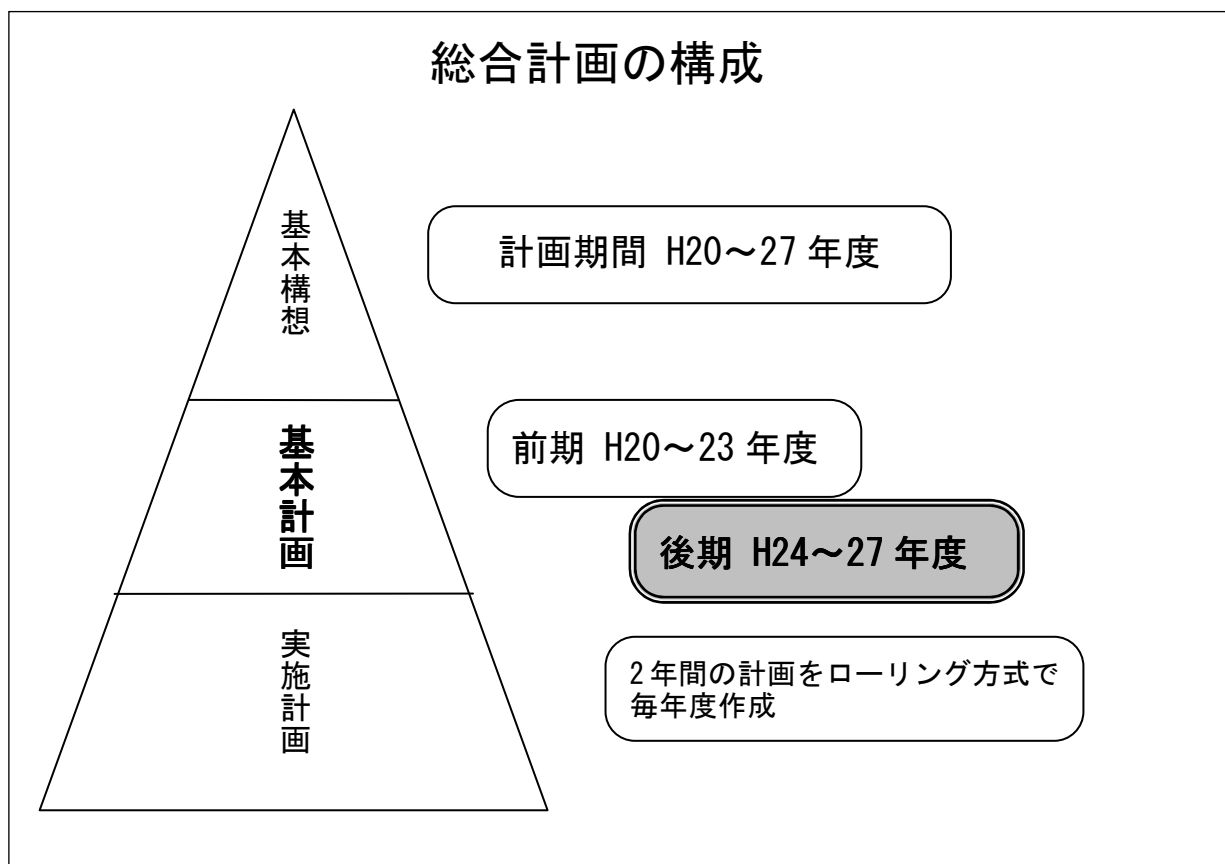 総合計画の構成
基本構想
計画期間 H20～27 年度
基本計画
前期 H20～23 年度
後期 H24～27 年度
実施計画
2 年間の計画をローリング方式で
毎年度作成